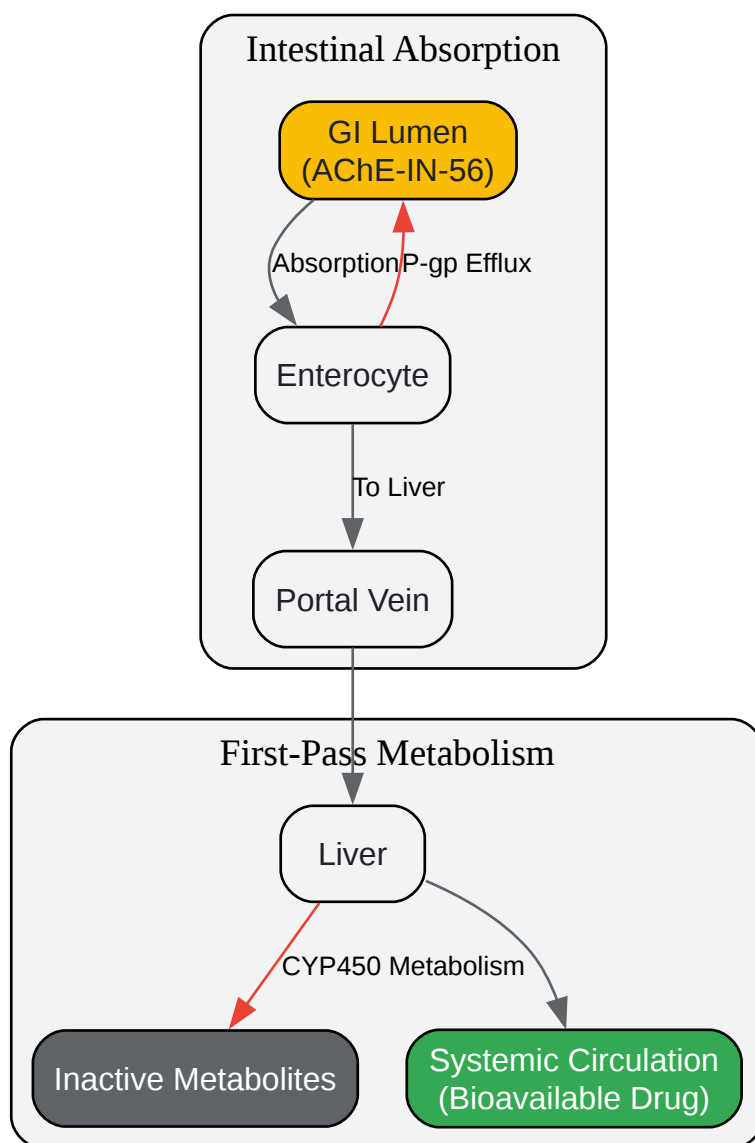 Intestinal Absorption
GI Lumen
(AChE-IN-56)
Absorption
P-gp Efflux
Enterocyte
To Liver
Portal Vein
First-Pass Metabolism
Liver
CYP450 Metabolism
Inactive Metabolites
Systemic Circulation
(Bioavailable Drug)